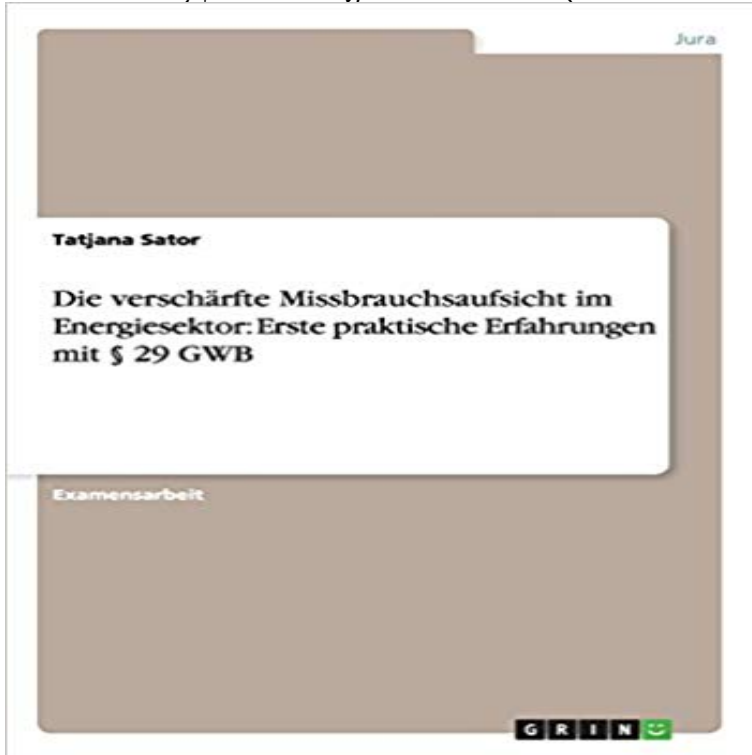 Jura
Tatjana Sator
Die verschärfte Missbrauchsaufsicht im
Energiesektor: Erste praktische Erfahrungen
mit § 29 GWB
Examensarbeit
GRIN